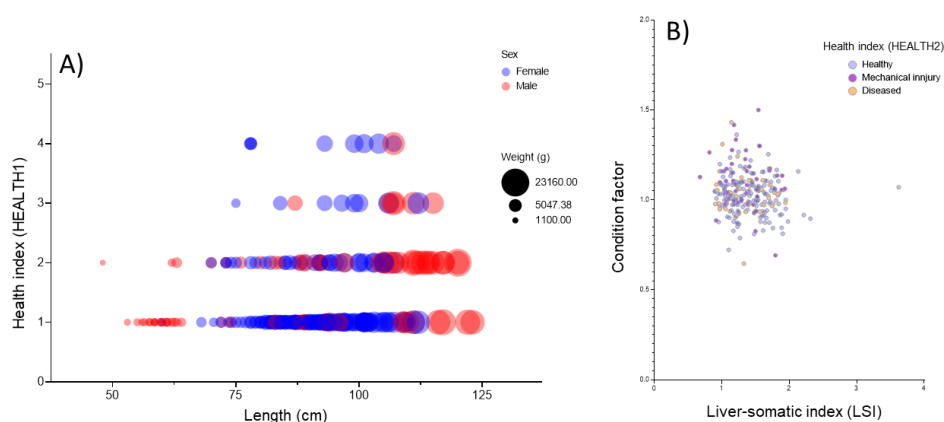 A)
Health index (HEALTH1)
5
4
3
2
1
0
50
75
100
125
Length (cm)
Sex
Female
Male
Weight (g)
23160.00
5047.38
1100.00
B)
Condition factor
2.0
1.5
1.0
0.5
0.0
0
1
2
3
4
Liver-somatic index (LSI)
Health index (HEALTH2)
Healthy
Mechanical innjury
Diseased